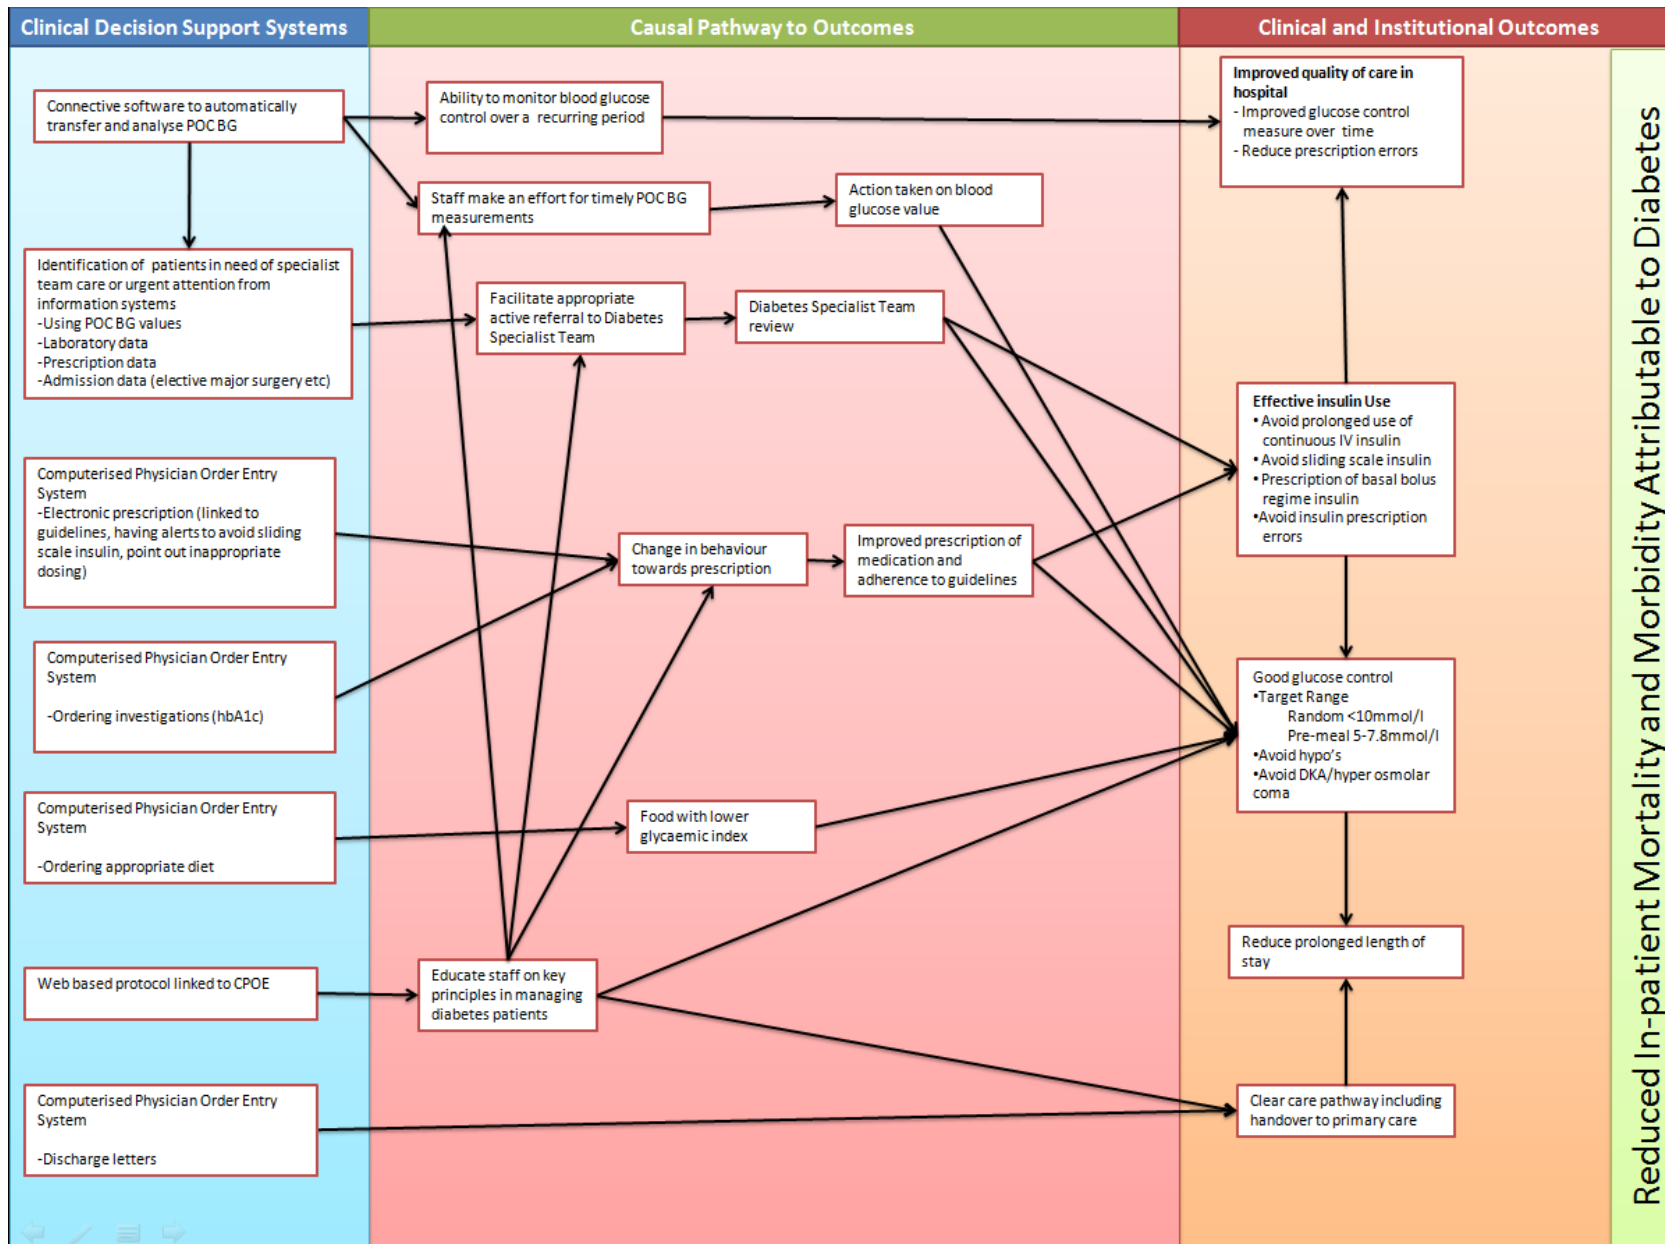 Clinical Decision Support Systems
Causal Pathway to Outcomes
Clinical and Institutional Outcomes
Connective software to automatically
transfer and analyse POC BG
Identification of patients in need of specialist
team care or urgent attention from
information systems
-Using POC BG values
-Laboratory data
-Prescription data
-Admission data (elective major surgery etc)
Computerised Physician Order Entry
System
-Electronic prescription (linked to
guidelines, having alerts to avoid sliding
scale insulin, point out inappropriate
dosing)
Computerised Physician Order Entry
System
-Ordering investigations (hbA1c)
Computerised Physician Order Entry
System
-Ordering appropriate diet
Web based protocol linked to CPOE
Computerised Physician Order Entry
System
-Discharge letters
Ability to monitor blood glucose
control over a recurring period
Staff make an effort for timely POC BG
measurements
Action taken on blood
glucose value
Facilitate appropriate
active referral to Diabetes
Specialist Team
Diabetes Specialist Team
review
Change in behaviour
towards prescription
Improved prescription of
medication and
adherence to guidelines
Food with lower
glycaemic index
Educate staff on key
principles in managing
diabetes patients
Improved quality of care in
hospital
- Improved glucose control
measure over time
- Reduce prescription errors
Effective insulin Use
•Avoid prolonged use of
continuous IV insulin
•Avoid sliding scale insulin
•Prescription of basal bolus
regime insulin
•Avoid insulin prescription
errors
Good glucose control
•Target Range
Random <10mmol/l
Pre-meal 5-7.8mmol/l
•Avoid hypo's
•Avoid DKA/hyper osmolar
coma
Reduce prolonged length of
stay
Clear care pathway including
handover to primary care
Reduced In-patient Mortality and Morbidity Attributable to Diabetes